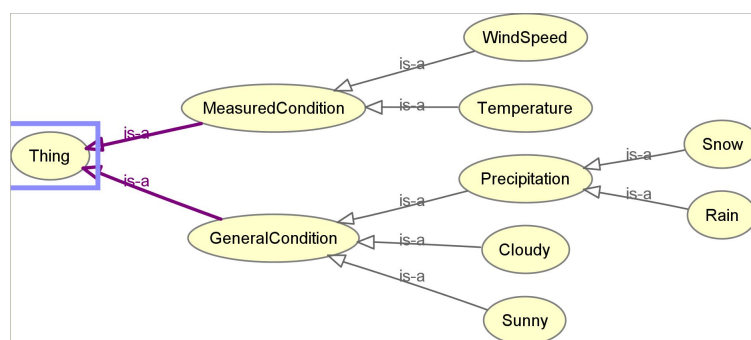 WindSpeed
is-a
MeasuredCondition
is-a
Temperature
is-a
Thing
is-a
Snow
is-a
Precipitation
is-a
is-a
Rain
GeneralCondition
is-a
Cloudy
is-a
Sunny